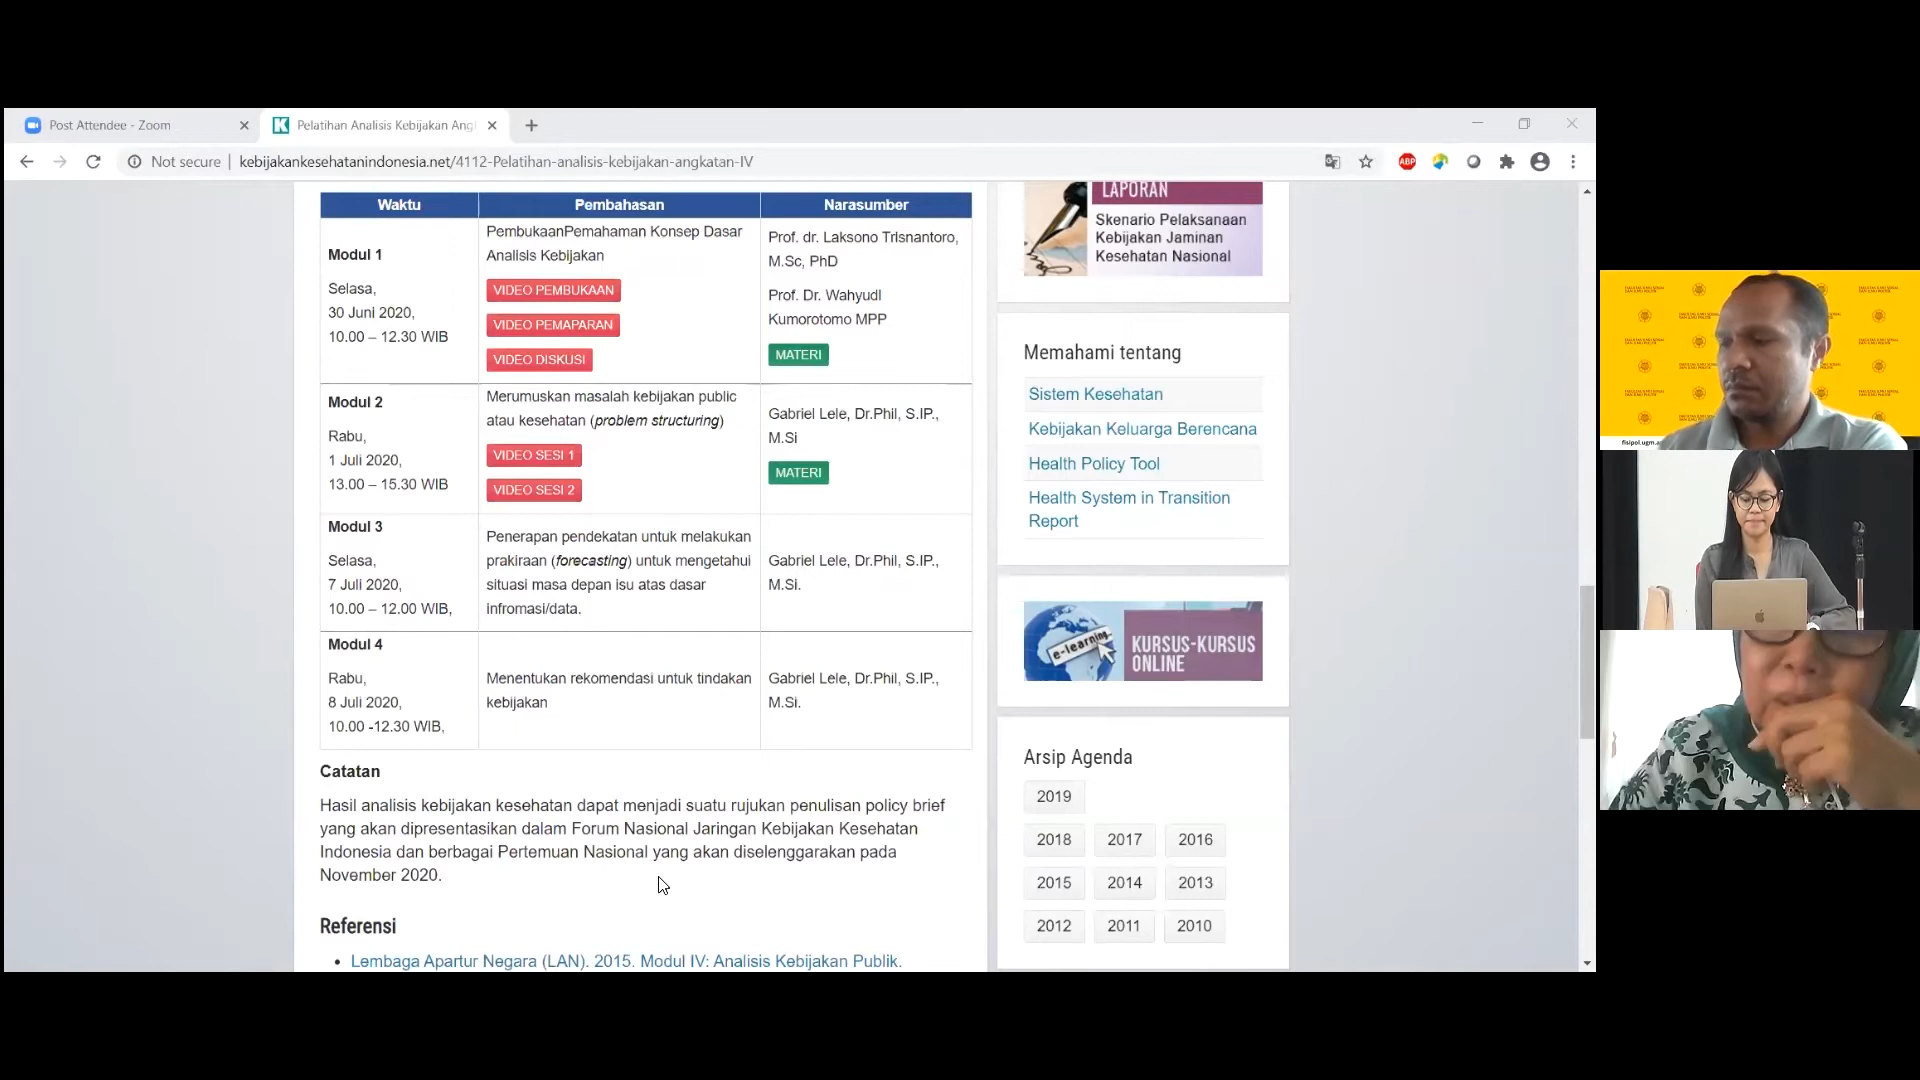 Post Attendee - Zoom
Pelatihan Analisis Kebijakan Ang
Not secure | kebijakankesehatanindonesia.net/4112-Pelatihan-analisis-kebijakan-angkatan-IV
ABP
Waktu Pembahasan Narasumber
Modul 1
Selasa,
30 Juni 2020,
10.00 – 12.30 WIB
PembukaanPemahaman Konsep Dasar
Analisis Kebijakan
VIDEO PEMBUKAAN
VIDEO PEMAPARAN
VIDEO DISKUSI
Prof. dr. Laksono Trisnantoro,
M.Sc, PhD
Prof. Dr. Wahyudi
Kumorotomo MPP
MATERI
Modul 2
Rabu,
1 Juli 2020,
13.00 – 15.30 WIB
Merumuskan masalah kebijakan public
atau kesehatan (problem structuring)
VIDEO SESI 1
VIDEO SESI 2
Gabriel Lele, Dr.Phil, S.IP.,
M.Si
MATERI
Modul 3
Selasa,
7 Juli 2020,
10.00 – 12.00 WIB,
Penerapan pendekatan untuk melakukan
prakiraan (forecasting) untuk mengetahui
situasi masa depan isu atas dasar
infromasi/data.
Gabriel Lele, Dr.Phil, S.IP.,
M.Si.
Modul 4
Rabu,
8 Juli 2020,
10.00 -12.30 WIB,
Menentukan rekomendasi untuk tindakan
kebijakan
Gabriel Lele, Dr.Phil, S.IP.,
M.Si.
Catatan
Hasil analisis kebijakan kesehatan dapat menjadi suatu rujukan penulisan policy brief
yang akan dipresentasikan dalam Forum Nasional Jaringan Kebijakan Kesehatan
Indonesia dan berbagai Pertemuan Nasional yang akan diselenggarakan pada
November 2020.
Referensi
• Lembaga Apartur Negara (LAN). 2015. Modul IV: Analisis Kebijakan Publik.
LAPORAN
Skenario Pelaksanaan
Kebijakan Jaminan
Kesehatan Nasional
Memahami tentang
Sistem Kesehatan
Kebijakan Keluarga Berencana
Health Policy Tool
Health System in Transition
Report
e-learning
KURSUS-KURSUS
ONLINE
Arsip Agenda
2019
2018 2017 2016
2015 2014 2013
2012 2011 2010
fisipol.ugm.a